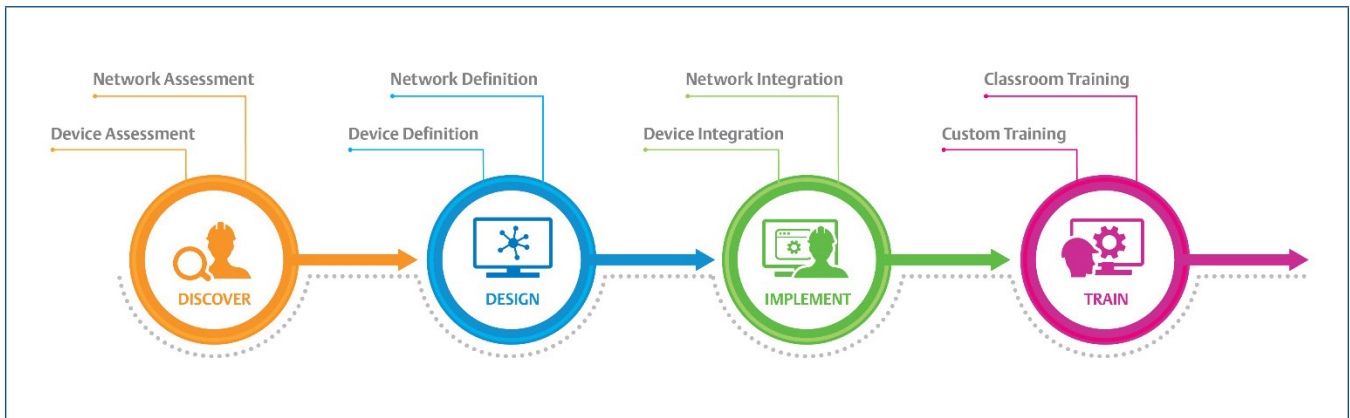 Network Assessment
Device Assessment
DISCOVER
Network Definition
Device Definition
DESIGN
Network Integration
Device Integration
IMPLEMENT
Classroom Training
Custom Training
TRAIN